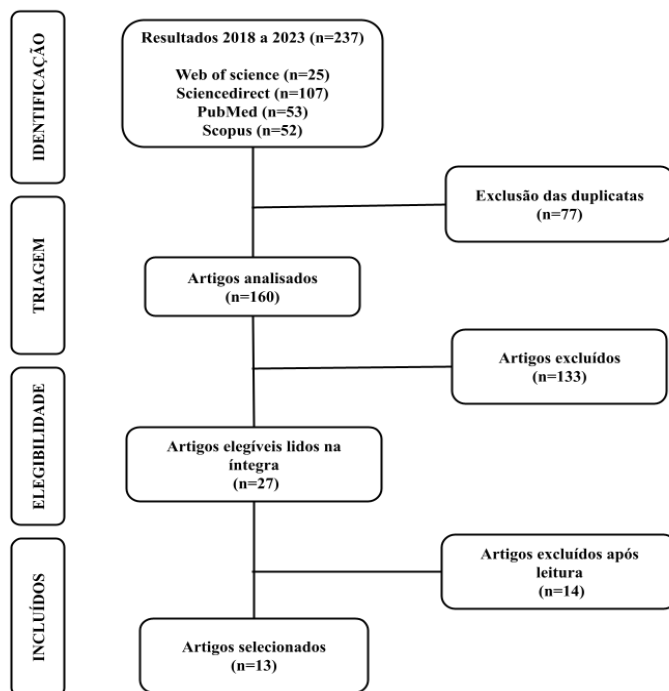 IDENTIFICAÇÃO
Resultados 2018 a 2023 (n=237)
Web of science (n=25)
Sciencedirect (n=107)
PubMed (n=53)
Scopus (n=52)
Exclusão das duplicatas
(n=77)
TRIAGEM
Artigos analisados
(n=160)
Artigos excluídos
(n=133)
ELEGIBILIDADE
Artigos elegíveis lidos na
íntegra
(n=27)
Artigos excluídos após
leitura
(n=14)
INCLUÍDOS
Artigos selecionados
(n=13)